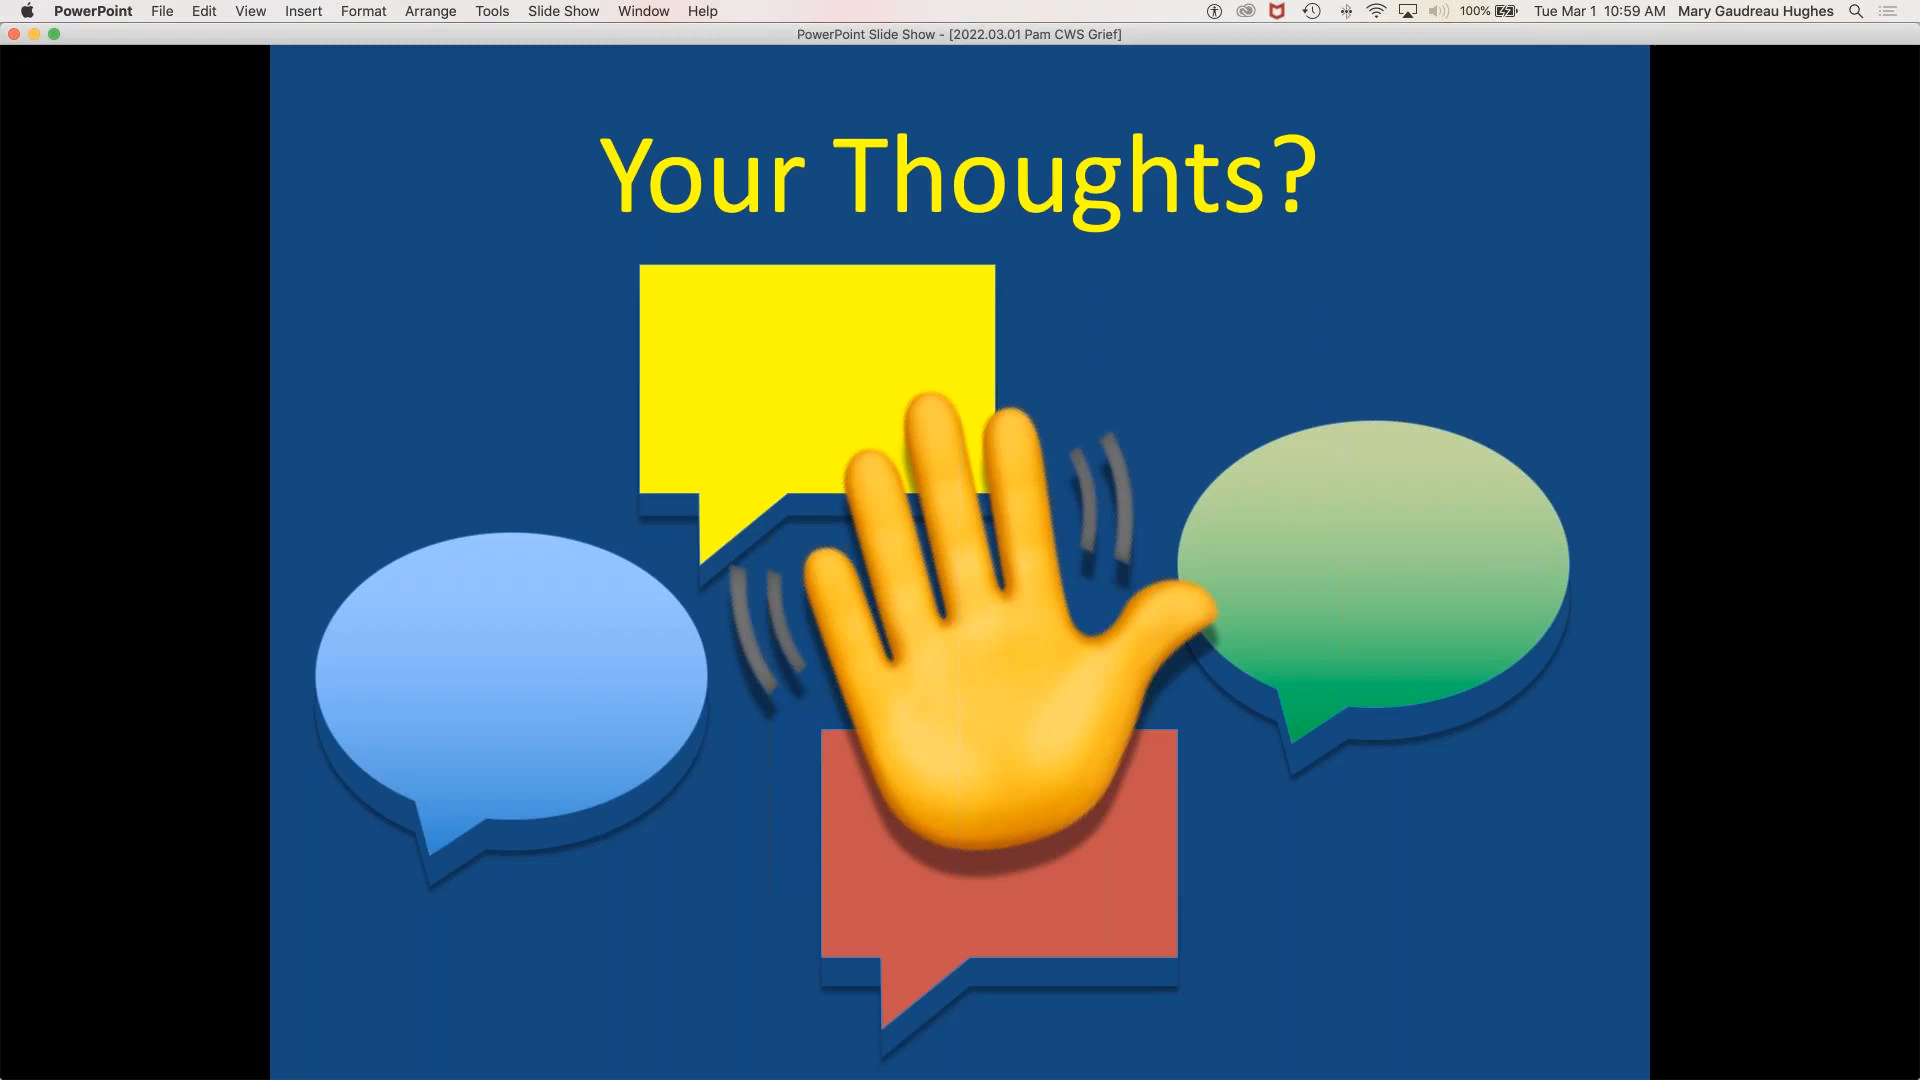 PowerPoint File Edit View Insert Format Arrange Tools Slide Show Window Help 100% Tue Mar 1 10:59 AM Mary Gaudreau Hughes
PowerPoint Slide Show - [2022.03.01 Pam CWS Grief]
Your Thoughts?